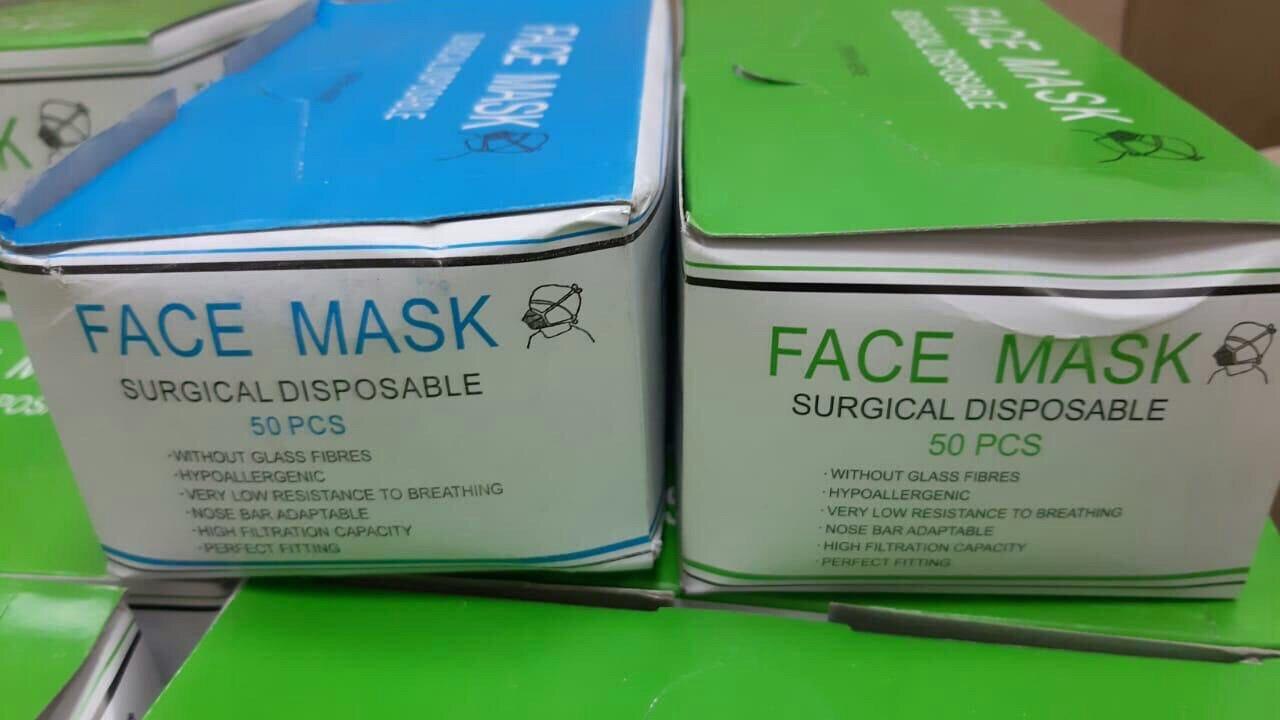 FACE MASK
SURGICAL DISPOSABLE
FACE MASK
SURGICAL DISPOSABLE
50 PCS
·WITHOUT GLASS FIBRES
·HYPOALLERGENIC
·VERY LOW RESISTANCE TO BREATHING
·NOSE BAR ADAPTABLE
·HIGH FILTRATION CAPACITY
·PERFECT FITTING
FACE MASK
SURGICAL DISPOSABLE
FACE MASK
SURGICAL DISPOSABLE
50 PCS
·WITHOUT GLASS FIBRES
·HYPOALLERGENIC
·VERY LOW RESISTANCE TO BREATHING
·NOSE BAR ADAPTABLE
·HIGH FILTRATION CAPACITY
·PERFECT FITTING